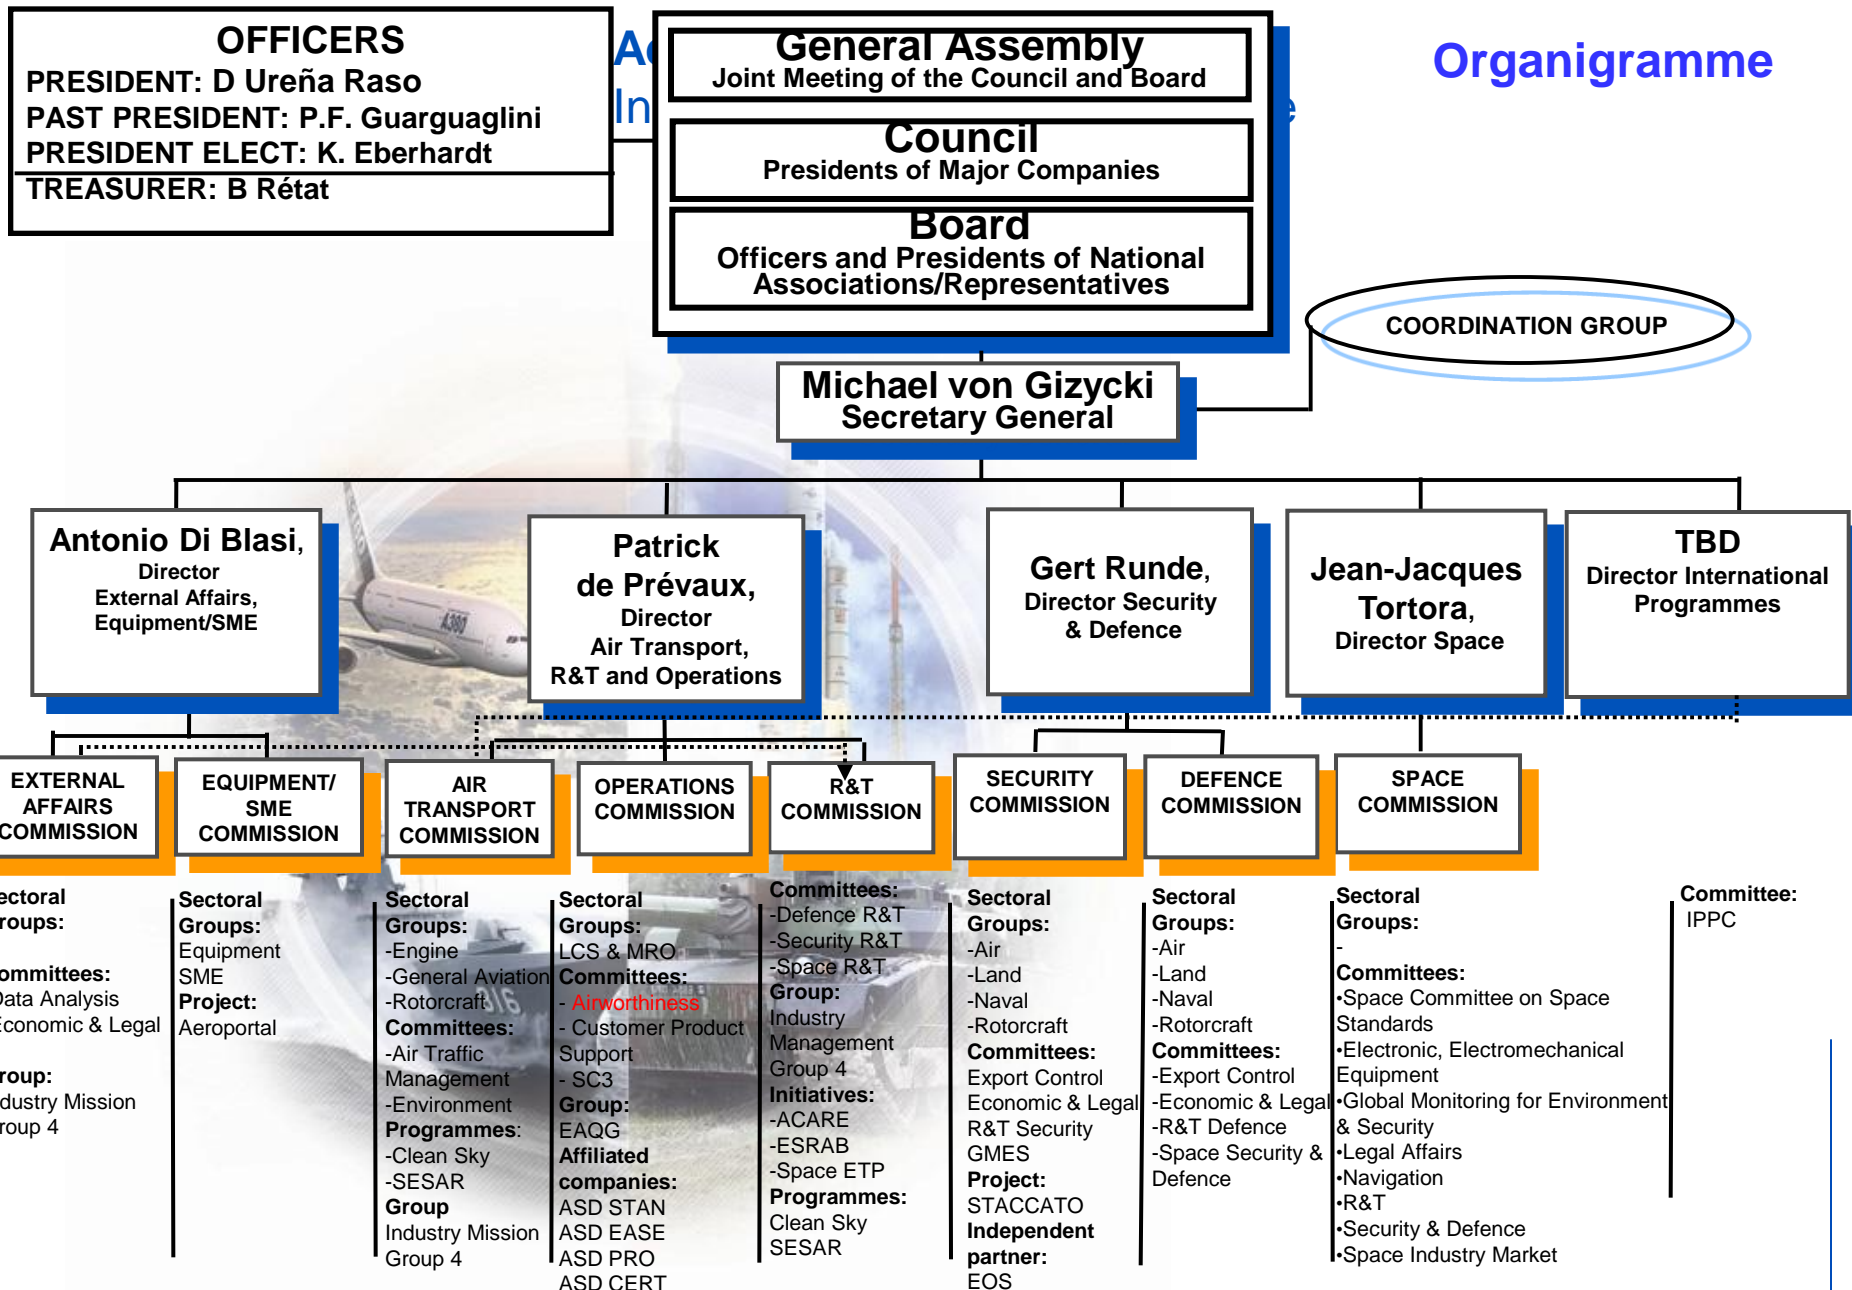 OFFICERS
PRESIDENT: D Ureña Raso
PAST PRESIDENT: P.F. Guarguaglini
PRESIDENT ELECT: K. Eberhardt
TREASURER: B Rétat
General Assembly
Joint Meeting of the Council and Board
Council
Presidents of Major Companies
Board
Officers and Presidents of National
Associations/Representatives
Organigramme
COORDINATION GROUP
Michael von Gizycki
Secretary General
Antonio Di Blasi,
Director
External Affairs,
Equipment/SME
Patrick
de Prévaux,
Director
Air Transport,
R&T and Operations
Gert Runde,
Director Security
& Defence
Jean-Jacques
Tortora,
Director Space
TBD
Director International
Programmes
A380
EXTERNAL
AFFAIRS
COMMISSION
EQUIPMENT/
SME
COMMISSION
AIR
TRANSPORT
COMMISSION
OPERATIONS
COMMISSION
R&T
COMMISSION
SECURITY
COMMISSION
DEFENCE
COMMISSION
SPACE
COMMISSION
Sectoral
Groups:
Committees:
Data Analysis
Economic & Legal
Group:
Industry Mission
Group 4
Sectoral
Groups:
Equipment
SME
Project:
Aeroportal
Sectoral
Groups:
-Engine
-General Aviation
-Rotorcraft
Committees:
-Air Traffic
Management
-Environment
Programmes:
-Clean Sky
-SESAR
Group
Industry Mission
Group 4
Sectoral
Groups:
LCS & MRO
Committees:
- Airworthiness
- Customer Product
Support
- SC3
Group:
EAQG
Affiliated
companies:
ASD STAN
ASD EASE
ASD PRO
ASD CERT
Committees:
-Defence R&T
-Security R&T
-Space R&T
Group:
Industry
Management
Group 4
Initiatives:
-ACARE
-ESRAB
-Space ETP
Programmes:
Clean Sky
SESAR
Sectoral
Groups:
-Air
-Land
-Naval
-Rotorcraft
Committees:
Export Control
Economic & Legal
R&T Security
GMES
Project:
STACCATO
Independent
partner:
EOS
Sectoral
Groups:
-Air
-Land
-Naval
-Rotorcraft
Committees:
-Export Control
-Economic & Legal
-R&T Defence
-Space Security &
Defence
Sectoral
Groups:
-
Committees:
•Space Committee on Space
Standards
•Electronic, Electromechanical
Equipment
•Global Monitoring for Environment
& Security
•Legal Affairs
•Navigation
•R&T
•Security & Defence
•Space Industry Market
Committee:
IPPC